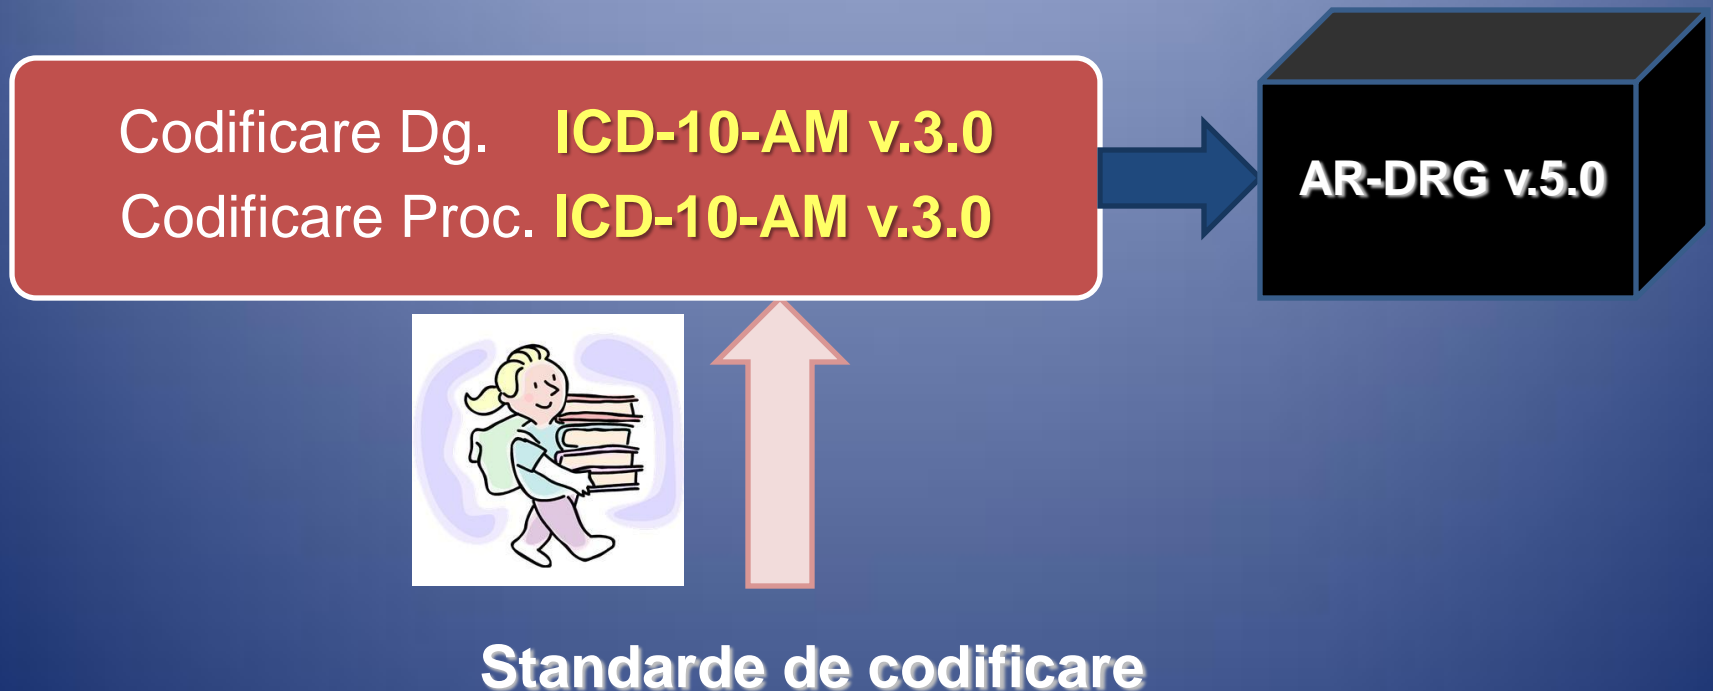 Codificare Dg. ICD-10-AM v.3.0
Codificare Proc. ICD-10-AM v.3.0
AR-DRG v.5.0
Standarde de codificare